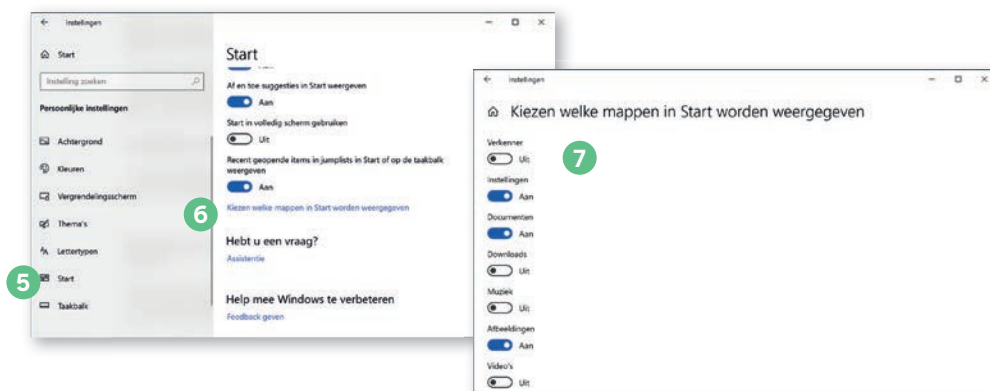 Instellingen
Start
Instelling zoeken
Persoonlijke instellingen
Achtergrond
Kleuren
Vergrendelingsscherm
Thema's
Lettertypen
5
Start
Taakbalk
Start
Af en toe suggesties in Start weergeven
Aan
Start in volledig scherm gebruiken
Uit
Recent geopende items in jumplists in Start of op de taakbalk
weergeven
Aan
6
Kiezen welke mappen in Start worden weergegeven
Hebt u een vraag?
Assistentie
Help mee Windows te verbeteren
Feedback geven
Instellingen
Kiezen welke mappen in Start worden weergegeven
Verkenner
Uit
7
Instellingen
Aan
Documenten
Aan
Downloads
Uit
Muziek
Uit
Afbeeldingen
Aan
Video's
Uit